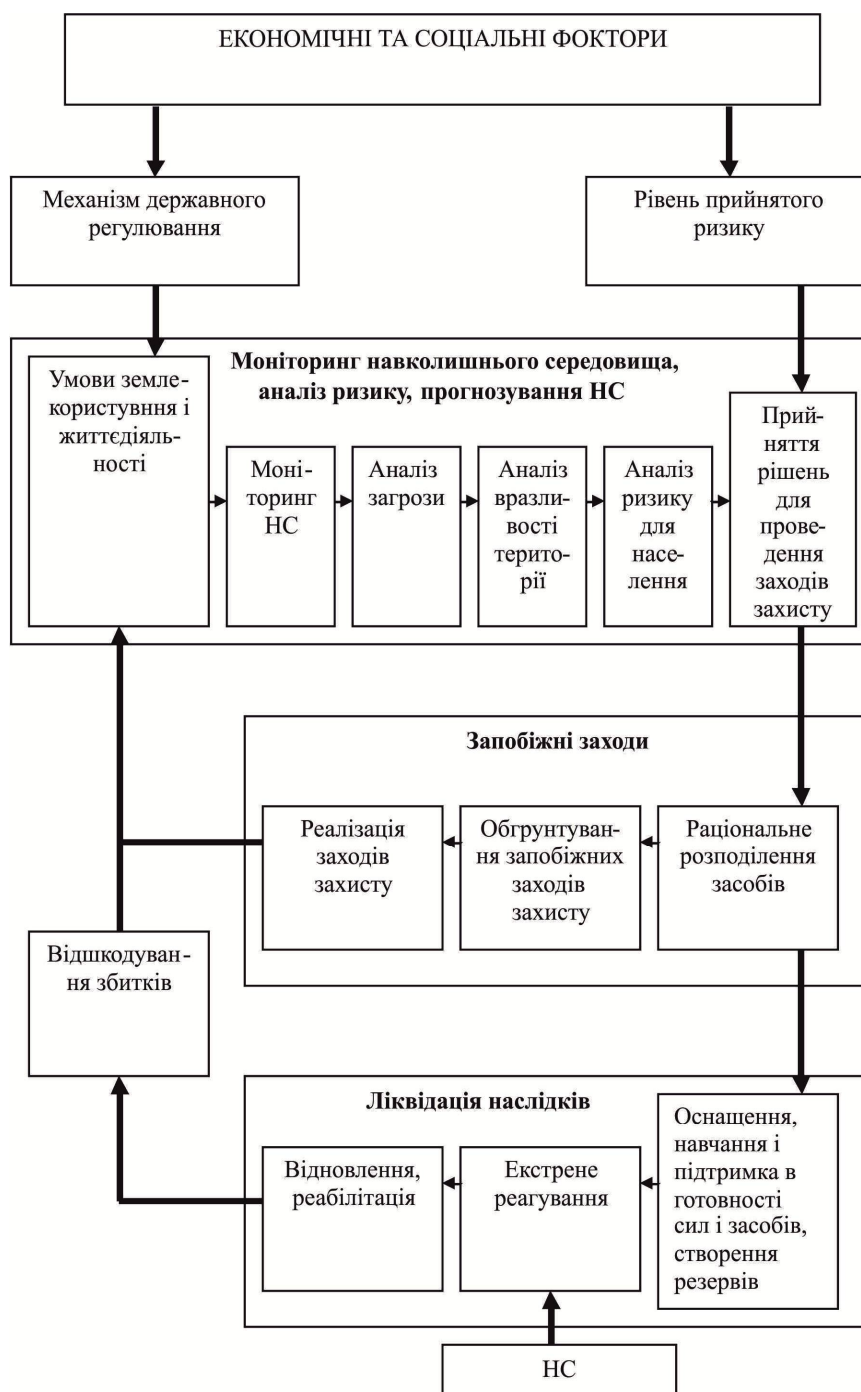 ЕКОНОМІЧНІ ТА СОЦІАЛЬНІ ФОКТОРИ
Механізм державного
регулювання
Рівень прийнятого
ризику
Моніторинг навколишнього середовища,
аналіз ризику, прогнозування НС
Умови земле-
користувння і
життєдіяль-
ності
Моні-
торинг
НС
Аналіз
загрози
Аналіз
вразли-
вості
терито-
рії
Аналіз
ризику
для
насе-
лення
Прий-
няття
рішень
для
прове-
дення
заходів
захисту
Запобіжні заходи
Реалізація
заходів
захисту
Обгрунтуван-
ня запобіжних
заходів
захисту
Раціональне
розподілення
засобів
Відшкодуван-
ня збитків
Ліквідація наслідків
Відновлення,
реабілітація
Екстрене
реагування
Оснащення,
навчання і
підтримка в
готовності
сил і засобів,
створення
резервів
НС